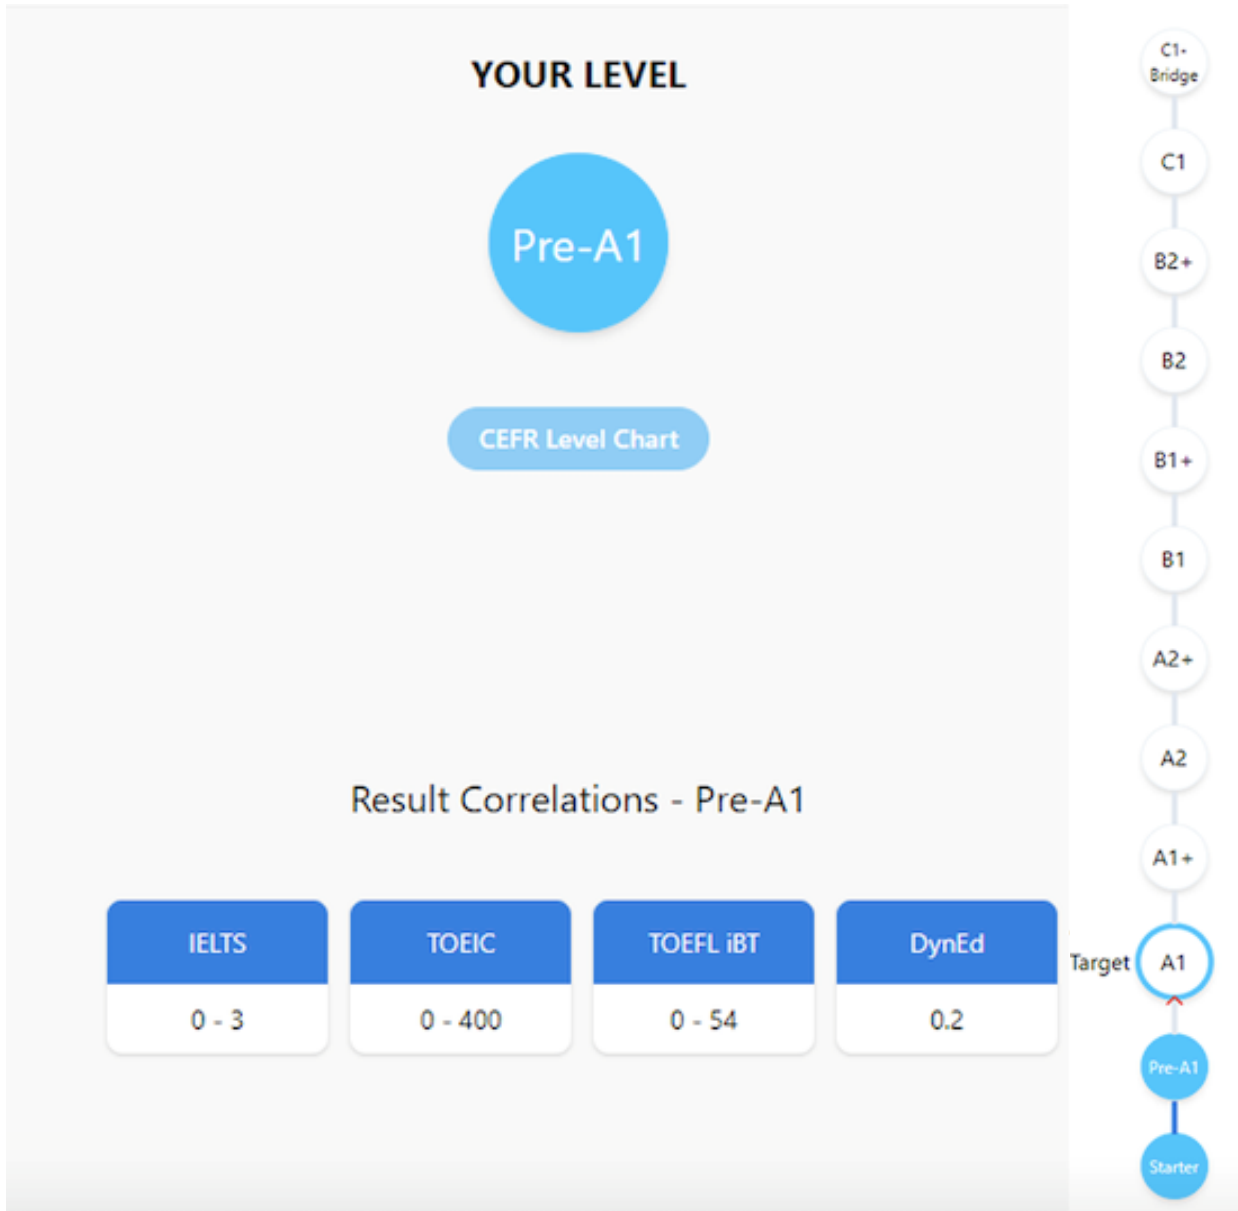 YOUR LEVEL
Pre-A1
CEFR Level Chart
Result Correlations - Pre-A1
IELTS
0 - 3
TOEIC
0 - 400
TOEFL iBT
0 - 54
DynEd
0.2
C1-
Bridge
C1
B2+
B2
B1+
B1
A2+
A2
A1+
Target
A1
Pre-A1
Starter